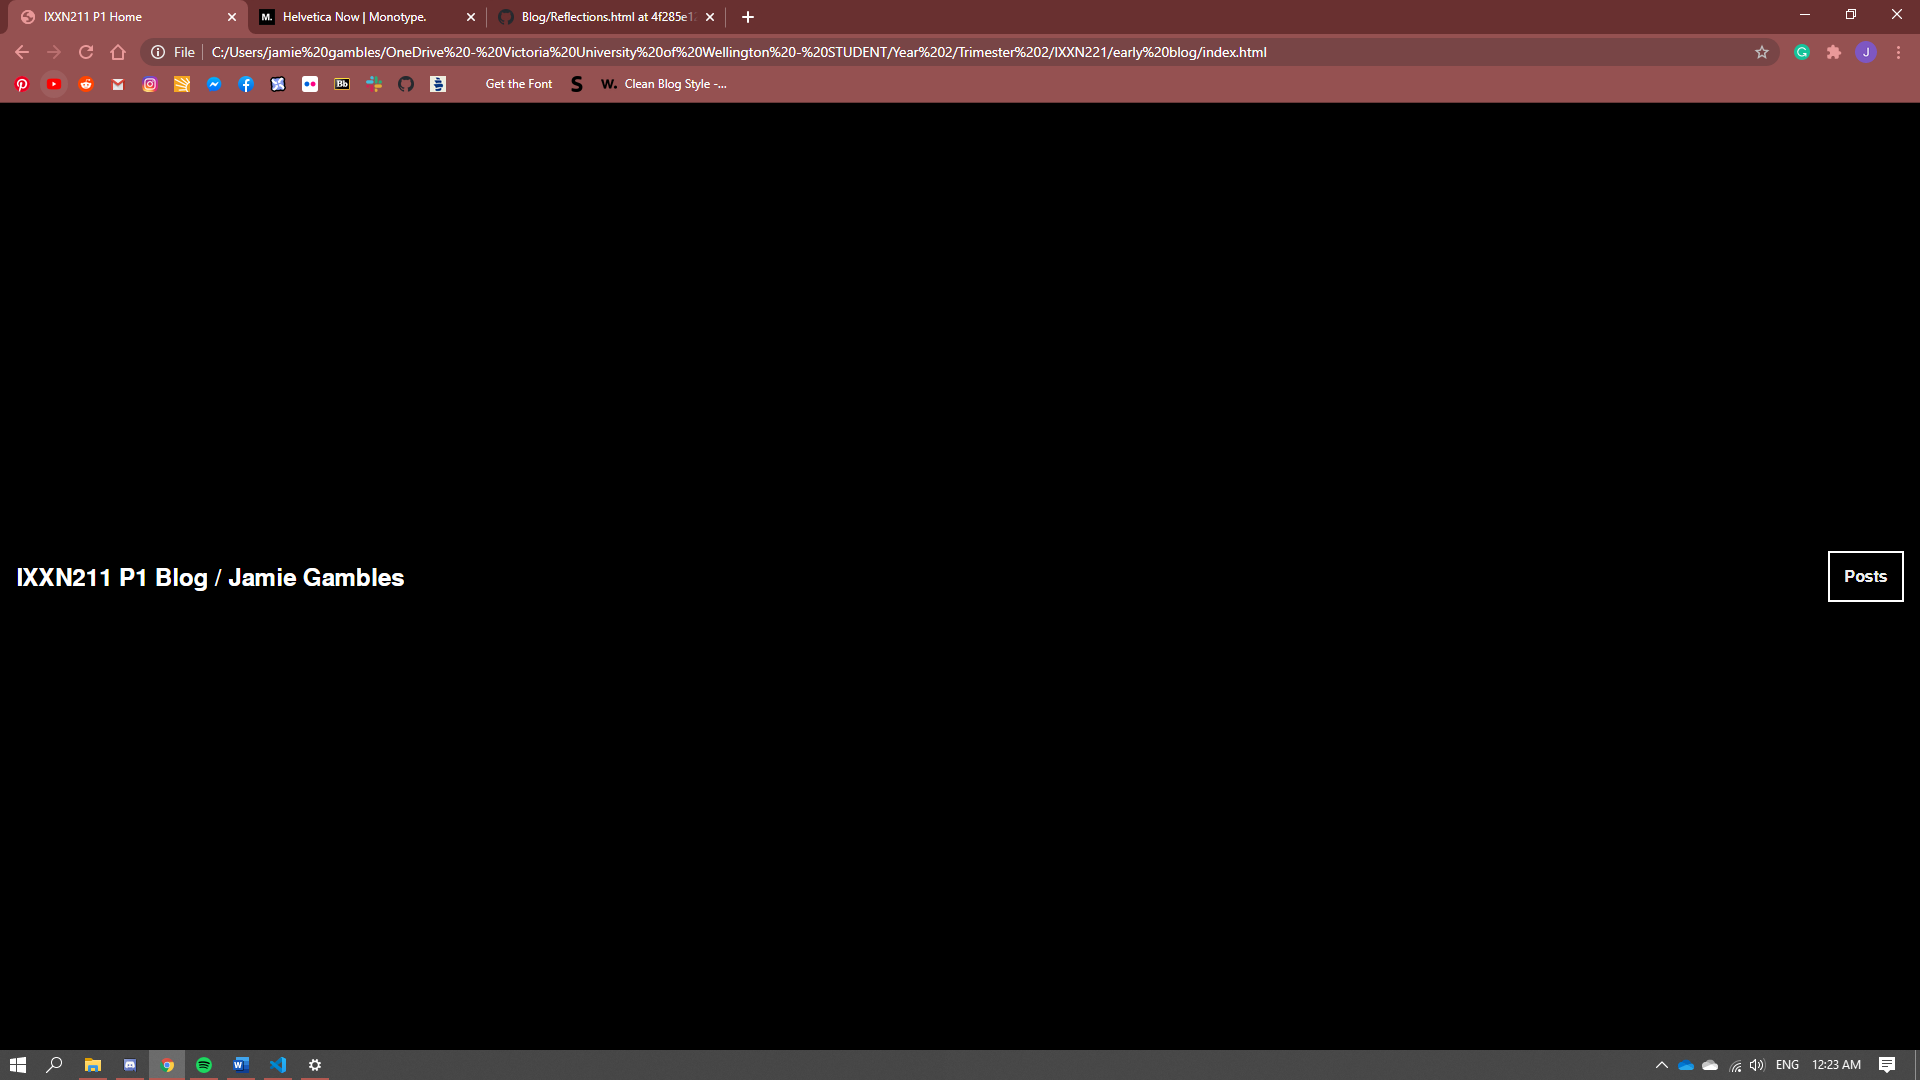 IXXN211 P1 Home
M. Helvetica Now | Monotype.
Blog/Reflections.html at 4f285e1
File C:/Users/jamie%20gambles/OneDrive%20-%20Victoria%20University%20of%20Wellington%20-%20STUDENT/Year%202/Trimester%202/IXXN221/early%20blog/index.html
J
Bb Get the Font S W. Clean Blog Style -...
IXXN211 P1 Blog / Jamie Gambles
Posts
W ENG 12:23 AM